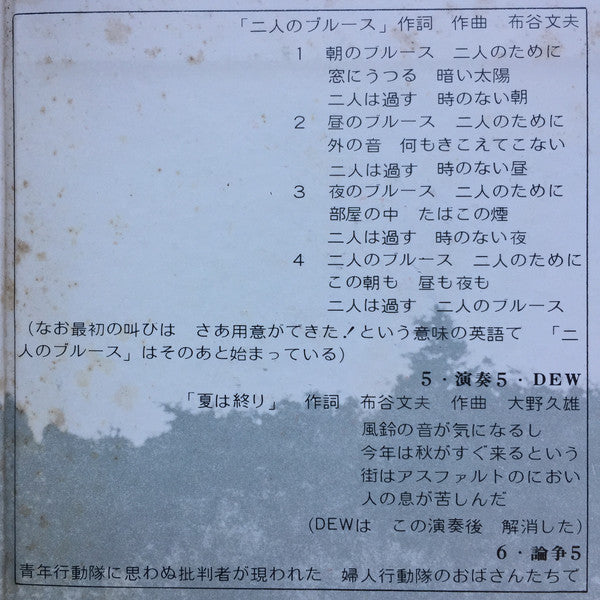 「二人のブルース」作詞 作曲 布谷文夫
1 朝のブルース 二人のために
窓にうつる 暗い太陽
二人は過す 時のない朝
2 昼のブルース 二人のために
外の音 何もきこえてこない
二人は過す 時のない昼
3 夜のブルース 二人のために
部屋の中 たばこの煙
二人は過す 時のない夜
4 二人のブルース 二人のために
この朝も 昼も夜も
二人は過す 二人のブルース
(なお最初の叫びは さあ用意ができた!という意味の英語で 「二
人のブルース」はそのあと始まっている)
5・演奏5・DEW
「夏は終り」 作詞 布谷文夫 作曲 大野久雄
風鈴の音が気になるし
今年は秋がすぐ来るという
街はアスファルトのにおい
人の息が苦しんだ
(DEWは この演奏後 解消した)
6・論争5
青年行動隊に思わぬ批判者が現われた 婦人行動隊のおばさんたちで